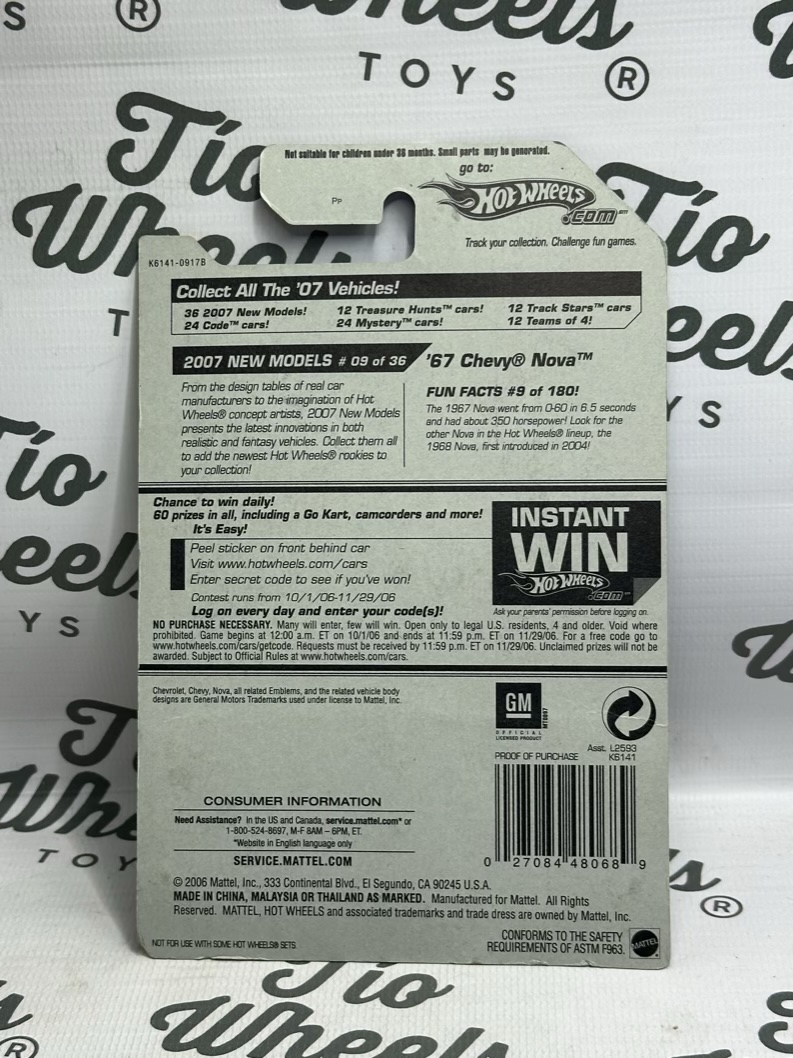 Wheels
TOYS
®
Not suitable for children under 36 months. Small parts may be generated.
go to:
HOT WHEELS
.COM℠
Track your collection. Challenge fun games.
Pp
K6141-0917B
Collect All The '07 Vehicles!
36 2007 New Models! 12 Treasure Hunts™ cars! 12 Track Stars™ cars
24 Code™ cars! 24 Mystery™ cars! 12 Teams of 4!
2007 NEW MODELS # 09 of 36
'67 Chevy® Nova™
From the design tables of real car
manufacturers to the imagination of Hot
Wheels® concept artists, 2007 New Models
presents the latest innovations in both
realistic and fantasy vehicles. Collect them all
to add the newest Hot Wheels® rookies to
your collection!
FUN FACTS #9 of 180!
The 1967 Nova went from 0-60 in 6.5 seconds
and had about 350 horsepower! Look for the
other Nova in the Hot Wheels® lineup, the
1968 Nova, first introduced in 2004!
Chance to win daily!
60 prizes in all, including a Go Kart, camcorders and more!
It's Easy!
Peel sticker on front behind car
Visit www.hotwheels.com/cars
Enter secret code to see if you've won!
Contest runs from 10/1/06-11/29/06
Log on every day and enter your code(s)!
INSTANT
WIN
HOT WHEELS
.COM
Ask your parents' permission before logging on.
NO PURCHASE NECESSARY. Many will enter, few will win. Open only to legal U.S. residents, 4 and older. Void where
prohibited. Game begins at 12:00 a.m. ET on 10/1/06 and ends at 11:59 p.m. ET on 11/29/06. For a free code go to
www.hotwheels.com/cars/getcode. Requests must be received by 11:59 p.m. ET on 11/29/06. Unclaimed prizes will not be
awarded. Subject to Official Rules at www.hotwheels.com/cars.
Chevrolet, Chevy, Nova, all related Emblems, and the related vehicle body
designs are General Motors Trademarks used under license to Mattel, Inc.
GM
OFFICIAL
LICENSED PRODUCT
Asst. L2593
PROOF OF PURCHASE K6141
0 27084 48068 9
CONSUMER INFORMATION
Need Assistance? In the US and Canada, service.mattel.com* or
1-800-524-8697, M-F 8AM – 6PM, ET.
*Website in English language only
SERVICE.MATTEL.COM
© 2006 Mattel, Inc., 333 Continental Blvd., El Segundo, CA 90245 U.S.A.
MADE IN CHINA, MALAYSIA OR THAILAND AS MARKED. Manufactured for Mattel. All Rights
Reserved. MATTEL, HOT WHEELS and associated trademarks and trade dress are owned by Mattel, Inc.
NOT FOR USE WITH SOME HOT WHEELS® SETS.
CONFORMS TO THE SAFETY
REQUIREMENTS OF ASTM F963.
MATTEL
Tío
Wheels